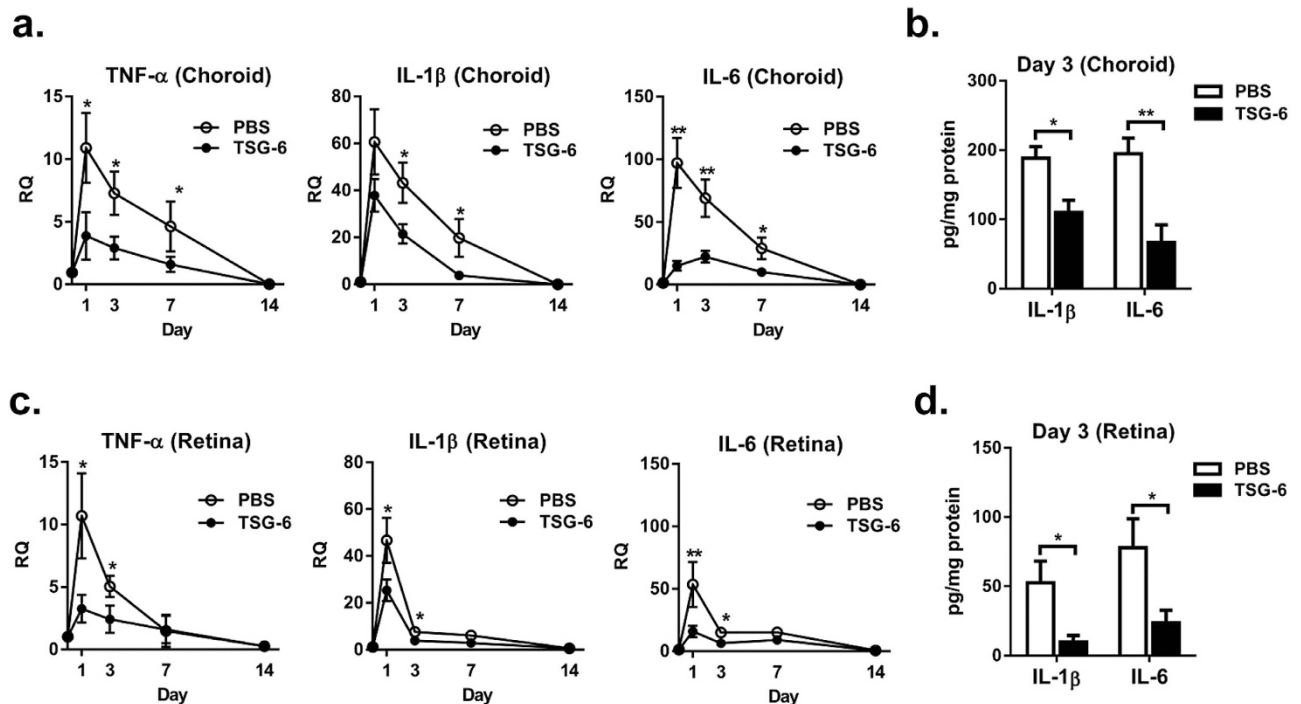 a.
TNF-α (Choroid)
15
10
5
0
RQ
*
*
*
PBS
TSG-6
1 3 7 14
Day
IL-1β (Choroid)
80
60
40
20
0
RQ
*
*
PBS
TSG-6
1 3 7 14
Day
IL-6 (Choroid)
150
100
50
0
RQ
**
**
*
PBS
TSG-6
1 3 7 14
Day
b.
Day 3 (Choroid)
300
200
100
0
pg/mg protein
*
**
PBS
TSG-6
IL-1β IL-6
c.
TNF-α (Retina)
15
10
5
0
RQ
*
*
PBS
TSG-6
1 3 7 14
Day
IL-1β (Retina)
80
60
40
20
0
RQ
*
*
PBS
TSG-6
1 3 7 14
Day
IL-6 (Retina)
150
100
50
0
RQ
**
*
PBS
TSG-6
1 3 7 14
Day
d.
Day 3 (Retina)
150
100
50
0
pg/mg protein
*
*
PBS
TSG-6
IL-1β IL-6